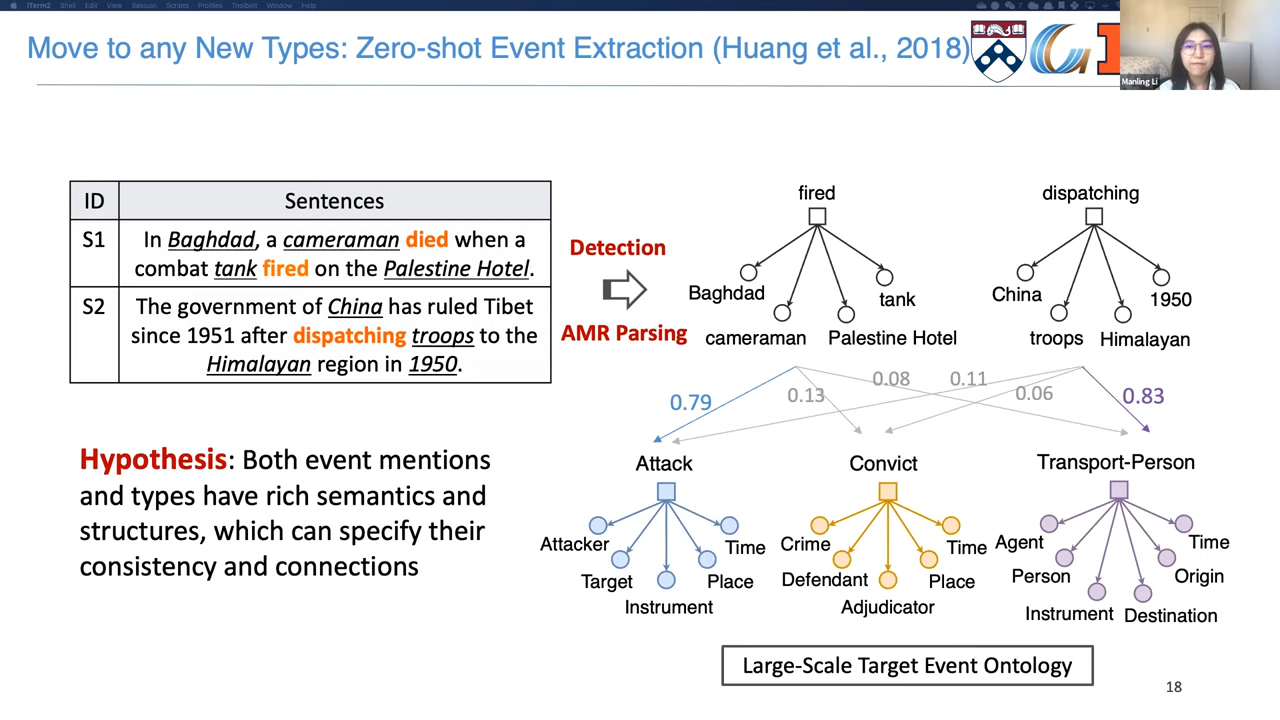 iTerm2 Shell Edit View Session Scripts Profiles Toolbelt Window Help
Move to any New Types: Zero-shot Event Extraction (Huang et al., 2018)
Manling Li
ID Sentences
S1 In Baghdad, a cameraman died when a
combat tank fired on the Palestine Hotel.
S2 The government of China has ruled Tibet
since 1951 after dispatching troops to the
Himalayan region in 1950.
Detection
AMR Parsing
fired
Baghdad
cameraman
Palestine Hotel
tank
dispatching
China
troops
Himalayan
1950
0.79
0.13
0.08
0.11
0.06
0.83
Hypothesis: Both event mentions
and types have rich semantics and
structures, which can specify their
consistency and connections
Attack
Attacker
Target
Instrument
Place
Time
Convict
Crime
Defendant
Adjudicator
Place
Time
Transport-Person
Agent
Person
Instrument
Destination
Origin
Time
Large-Scale Target Event Ontology
18